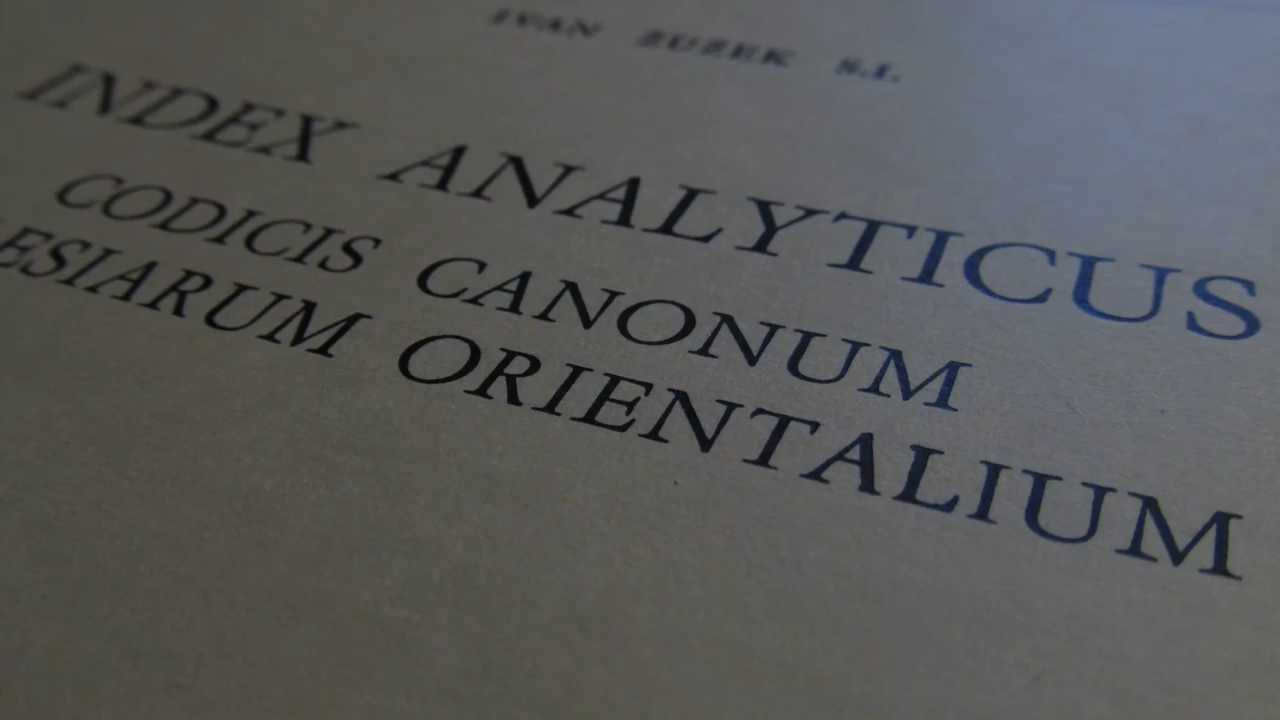 IVAN ZUZEK S.I.
INDEX ANALYTICUS
CODICIS CANONUM
ESIARUM ORIENTALIUM